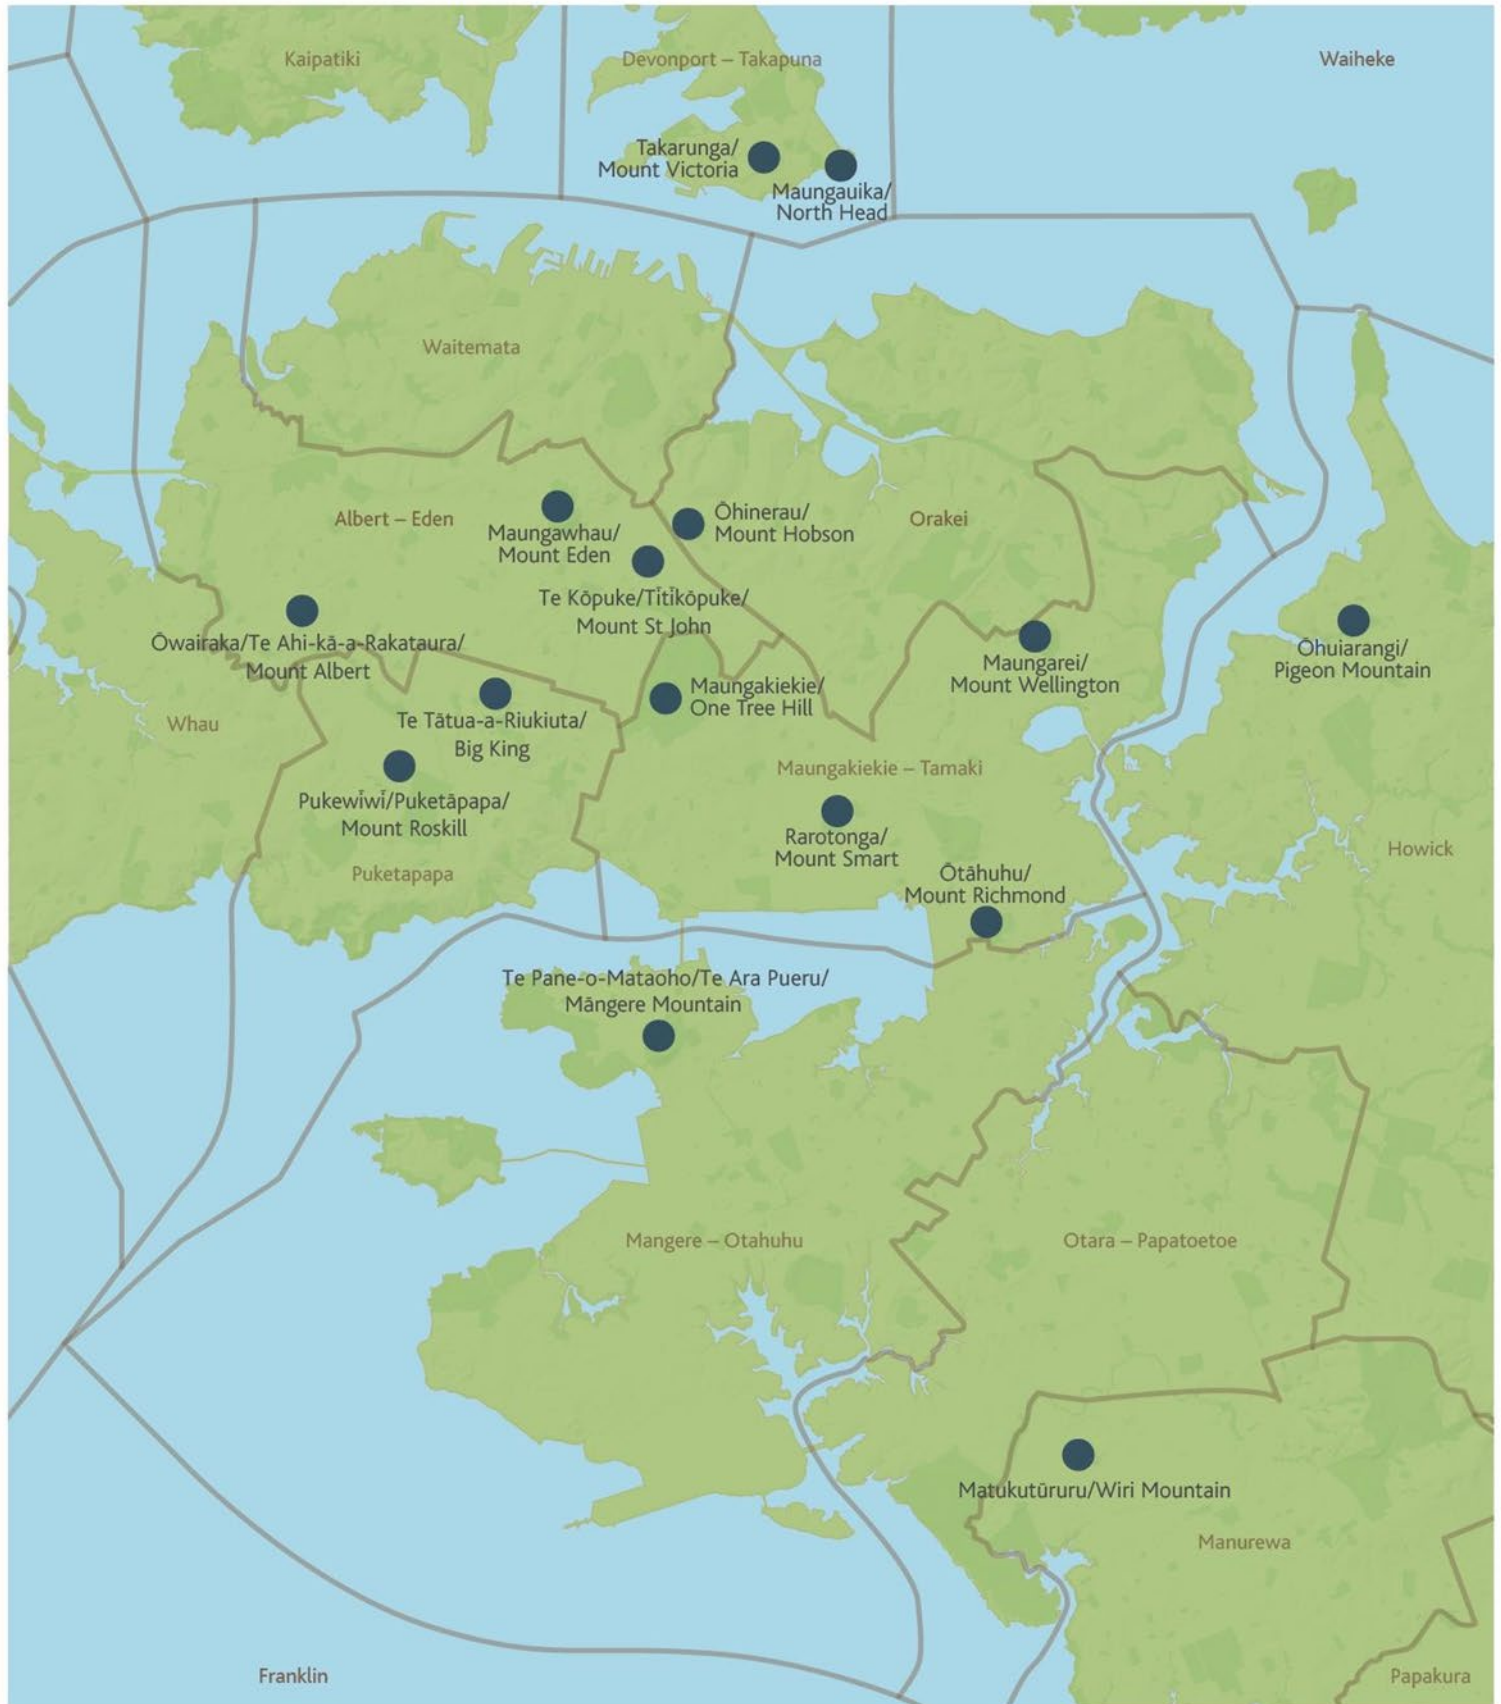 Kaipatiki
Devonport – Takapuna
Waiheke
Takarunga/
Mount Victoria
Maungauika/
North Head
Waitemata
Albert – Eden
Maungawhau/
Mount Eden
Ōhinerau/
Mount Hobson
Orakei
Te Kōpuke/Tītīkōpuke/
Mount St John
Ōwairaka/Te Ahi-kā-a-Rakataura/
Mount Albert
Maungarei/
Mount Wellington
Ōhuiarangi/
Pigeon Mountain
Whau
Te Tātua-a-Riukiuta/
Big King
Maungakiekie/
One Tree Hill
Maungakiekie – Tamaki
Pukewīwī/Puketāpapa/
Mount Roskill
Puketapapa
Rarotonga/
Mount Smart
Howick
Ōtāhuhu/
Mount Richmond
Te Pane-o-Mataoho/Te Ara Pueru/
Māngere Mountain
Mangere – Otahuhu
Otara – Papatoetoe
Matukutūruru/Wiri Mountain
Manurewa
Franklin
Papakura